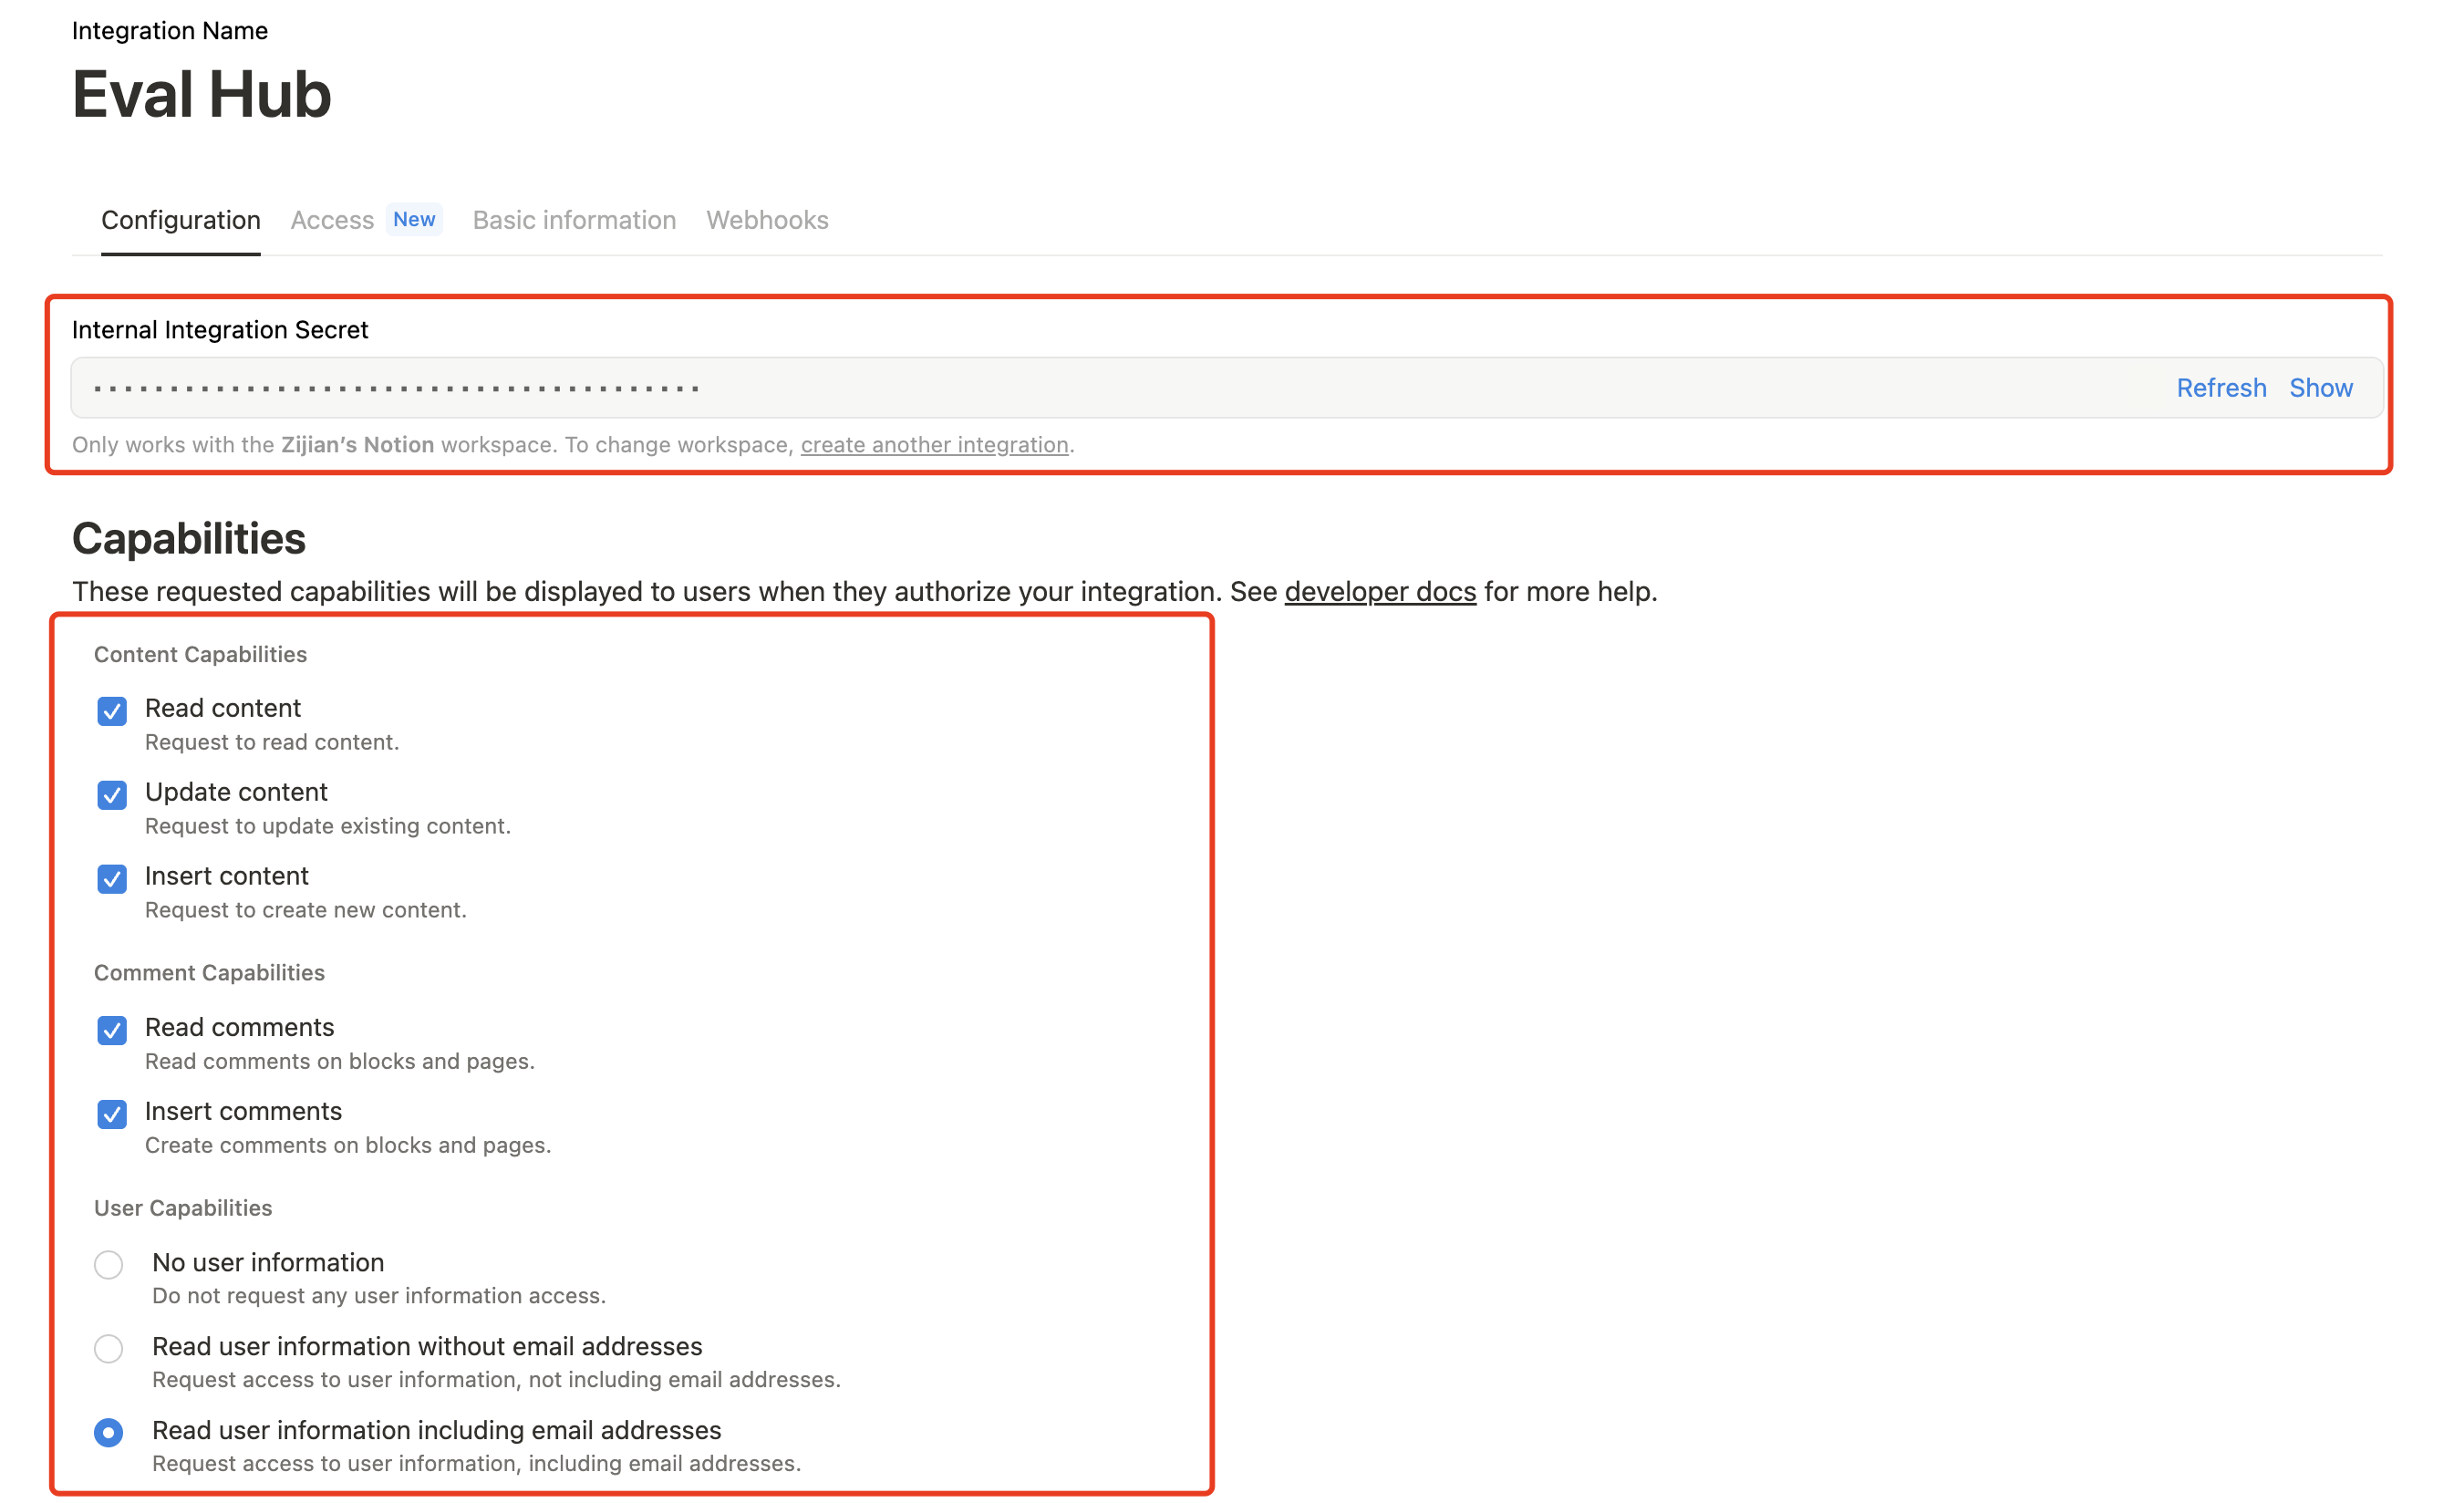 Integration Name
Eval Hub
Configuration Access New Basic information Webhooks
Internal Integration Secret
Refresh Show
Only works with the Zijian’s Notion workspace. To change workspace, create another integration.
Capabilities
These requested capabilities will be displayed to users when they authorize your integration. See developer docs for more help.
Content Capabilities
Read content
Request to read content.
Update content
Request to update existing content.
Insert content
Request to create new content.
Comment Capabilities
Read comments
Read comments on blocks and pages.
Insert comments
Create comments on blocks and pages.
User Capabilities
No user information
Do not request any user information access.
Read user information without email addresses
Request access to user information, not including email addresses.
Read user information including email addresses
Request access to user information, including email addresses.